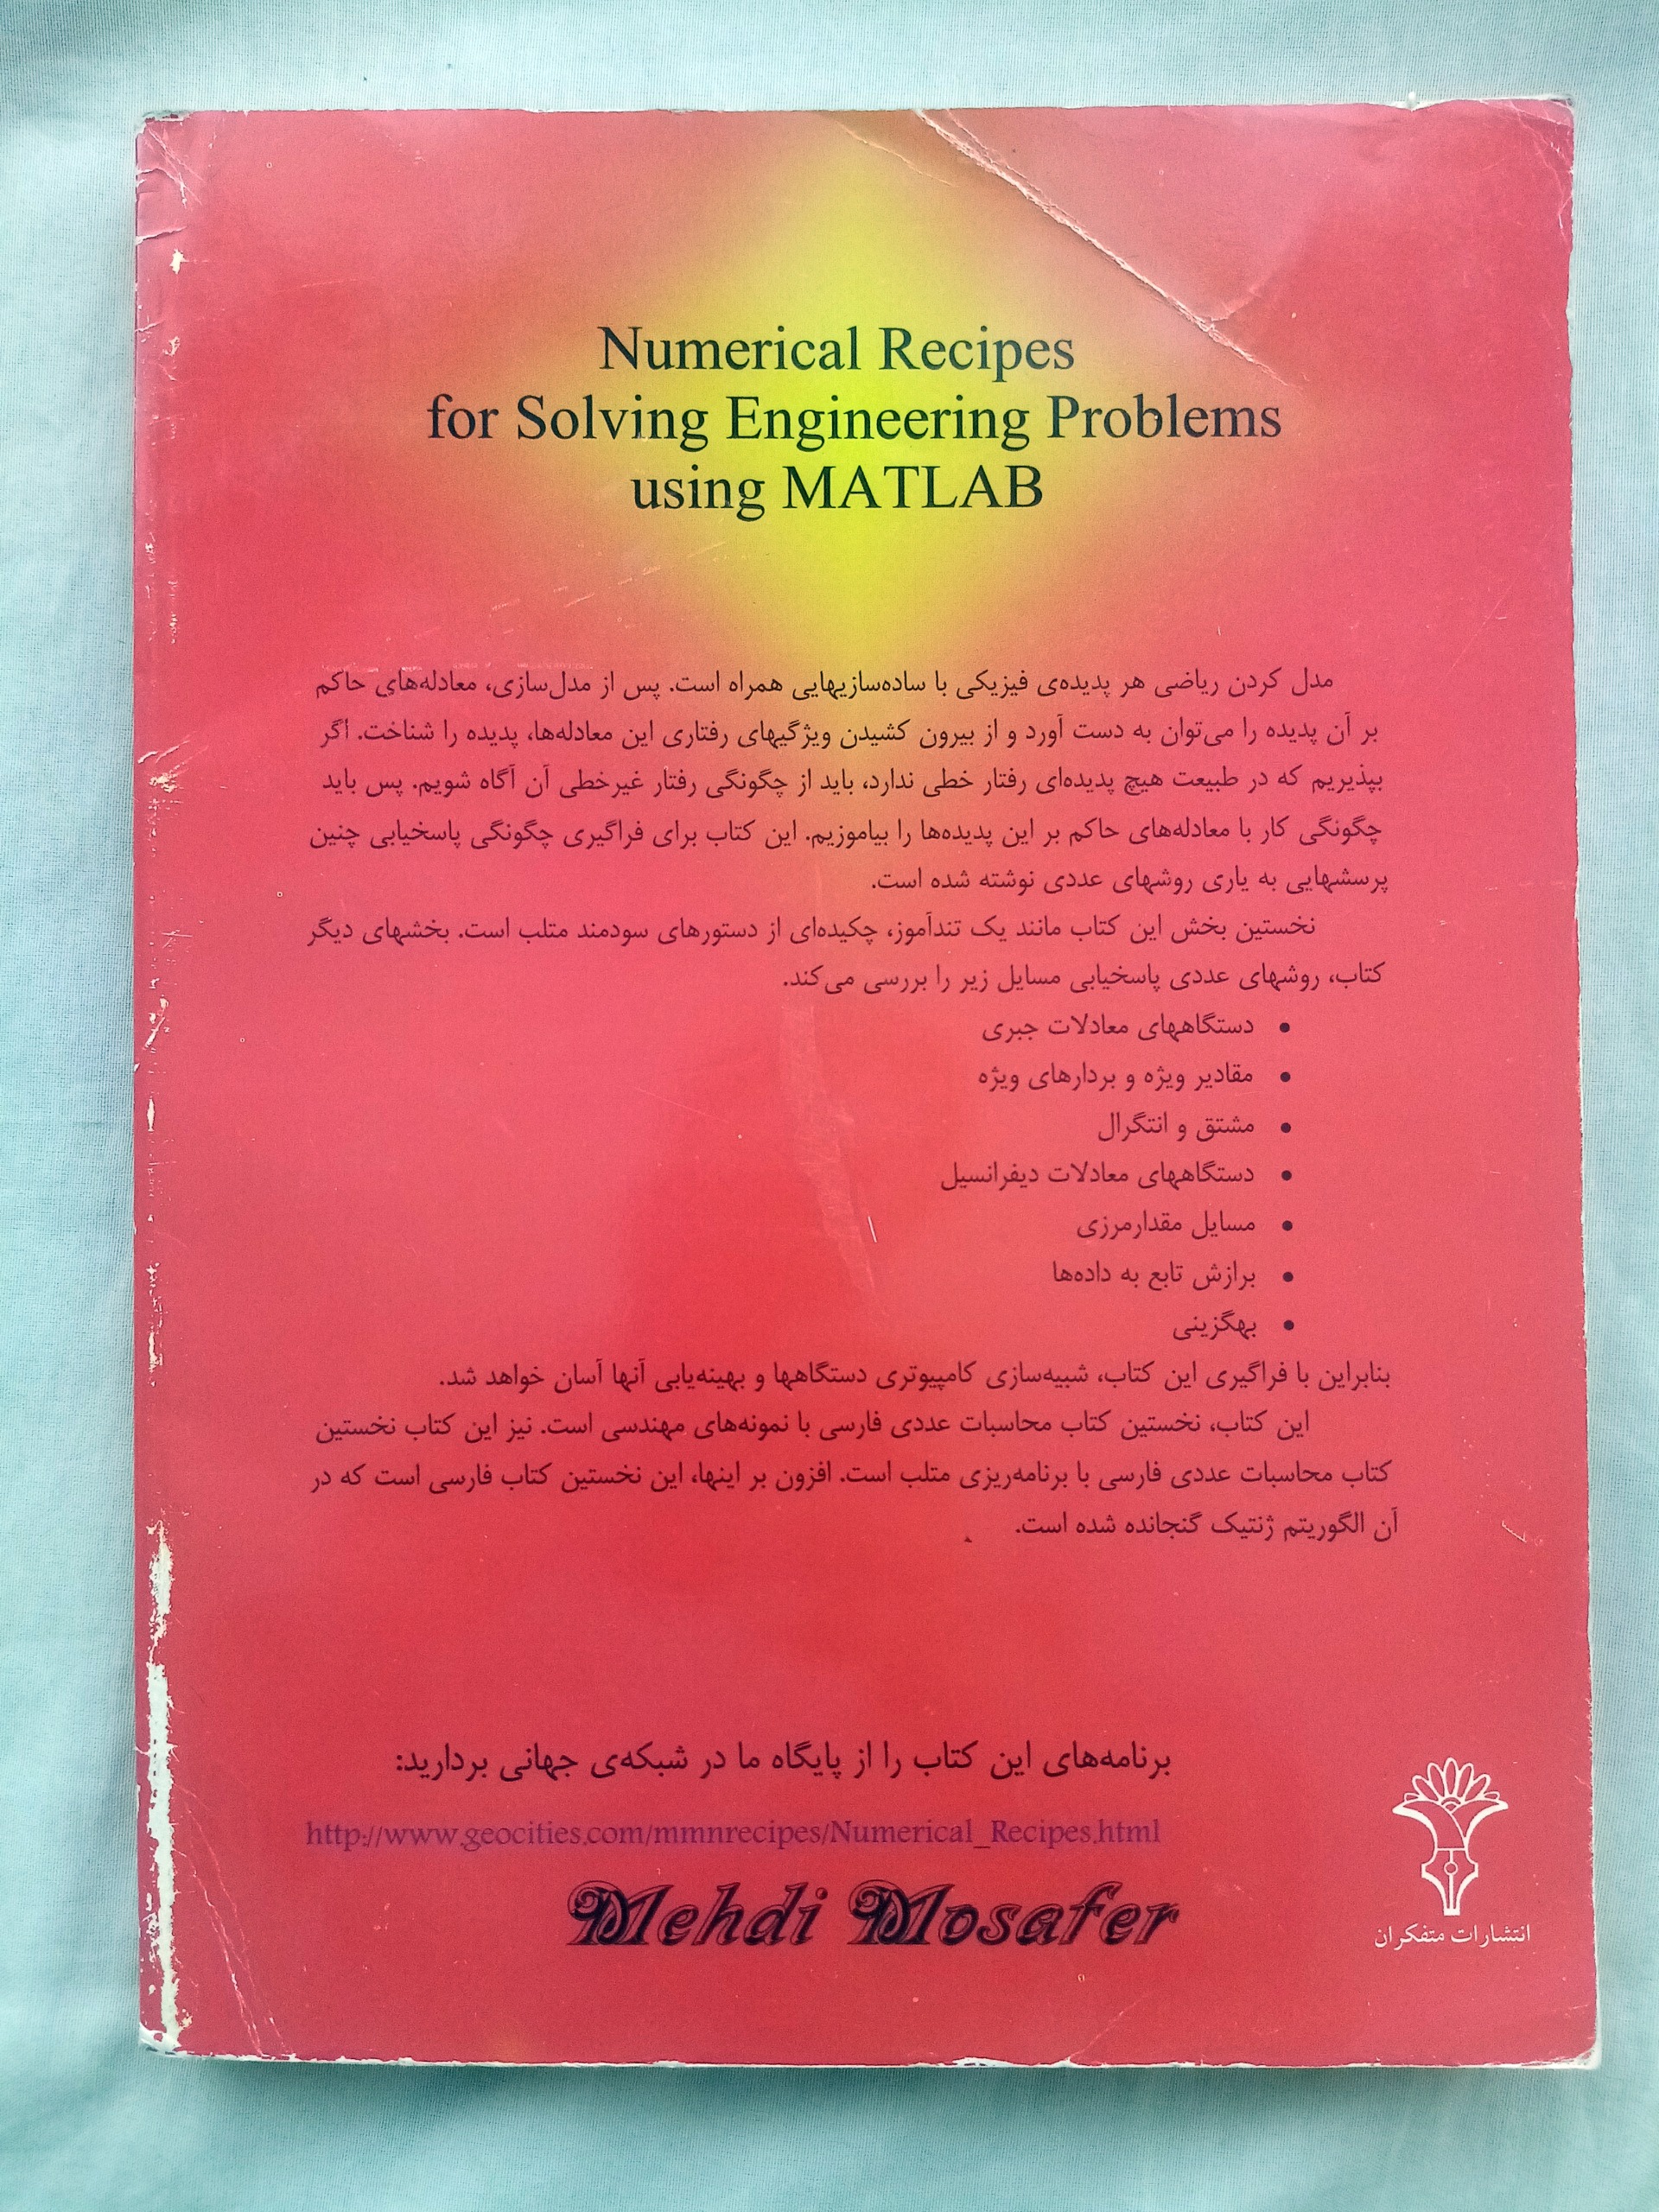 Numerical Recipes
for Solving Engineering Problems
using MATLAB
مدل کردن ریاضی هر پدیده‌ی فیزیکی با ساده‌سازیهایی همراه است. پس از مدل‌سازی، معادله‌های حاکم
بر آن پدیده را می‌توان به دست آورد و از بیرون کشیدن ویژگیهای رفتاری این معادله‌ها، پدیده را شناخت. اگر
بپذیریم که در طبیعت هیچ پدیده‌ای رفتار خطی ندارد، باید از چگونگی رفتار غیرخطی آن آگاه شویم. پس باید
چگونگی کار با معادله‌های حاکم بر این پدیده‌ها را بیاموزیم. این کتاب برای فراگیری چگونگی پاسخیابی چنین
پرسشهایی به یاری روشهای عددی نوشته شده است.
نخستین بخش این کتاب مانند یک تندآموز، چکیده‌ای از دستورهای سودمند متلب است. بخشهای دیگر
کتاب، روشهای عددی پاسخیابی مسایل زیر را بررسی می‌کند.
• دستگاههای معادلات جبری
• مقادیر ویژه و بردارهای ویژه
• مشتق و انتگرال
• دستگاههای معادلات دیفرانسیل
• مسایل مقدارمرزی
• برازش تابع به داده‌ها
• بهگزینی
بنابراین با فراگیری این کتاب، شبیه‌سازی کامپیوتری دستگاهها و بهینه‌یابی آنها آسان خواهد شد.
این کتاب، نخستین کتاب محاسبات عددی فارسی با نمونه‌های مهندسی است. نیز این کتاب نخستین
کتاب محاسبات عددی فارسی با برنامه‌ریزی متلب است. افزون بر اینها، این نخستین کتاب فارسی است که در
آن الگوریتم ژنتیک گنجانده شده است.
برنامه‌های این کتاب را از پایگاه ما در شبکه‌ی جهانی بردارید:
http://www.geocities.com/mmnrecipes/Numerical_Recipes.html
Mehdi Mosafer
انتشارات متفکران